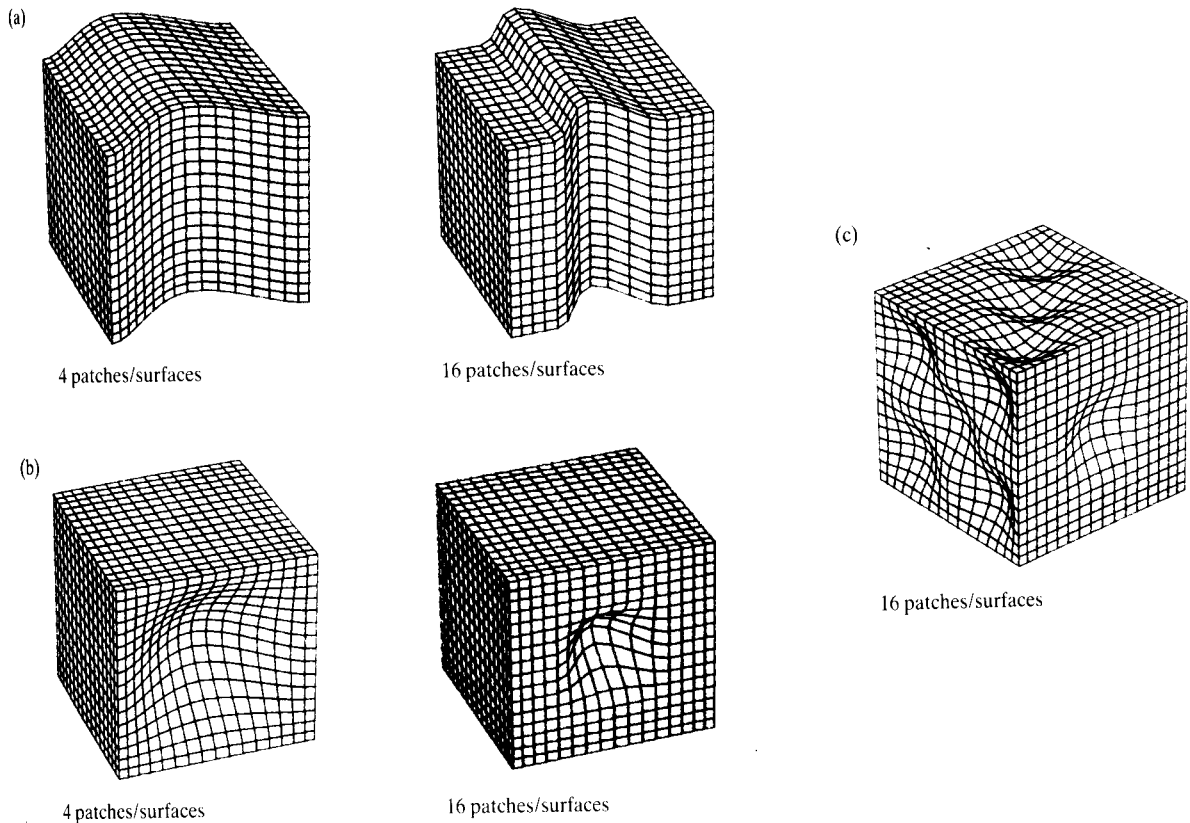 (a)
4 patches/surfaces
16 patches/surfaces
(b)
4 patches/surfaces
16 patches/surfaces
(c)
16 patches/surfaces